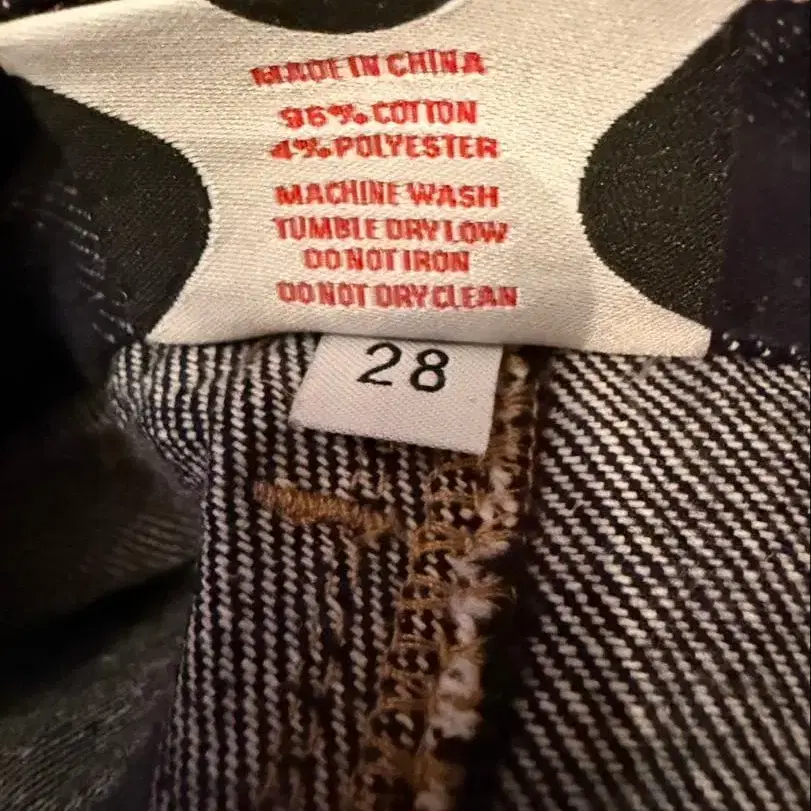 MADE IN CHINA
96% COTTON
4% POLYESTER
MACHINE WASH
TUMBLE DRY LOW
DO NOT IRON
DO NOT DRY CLEAN
28